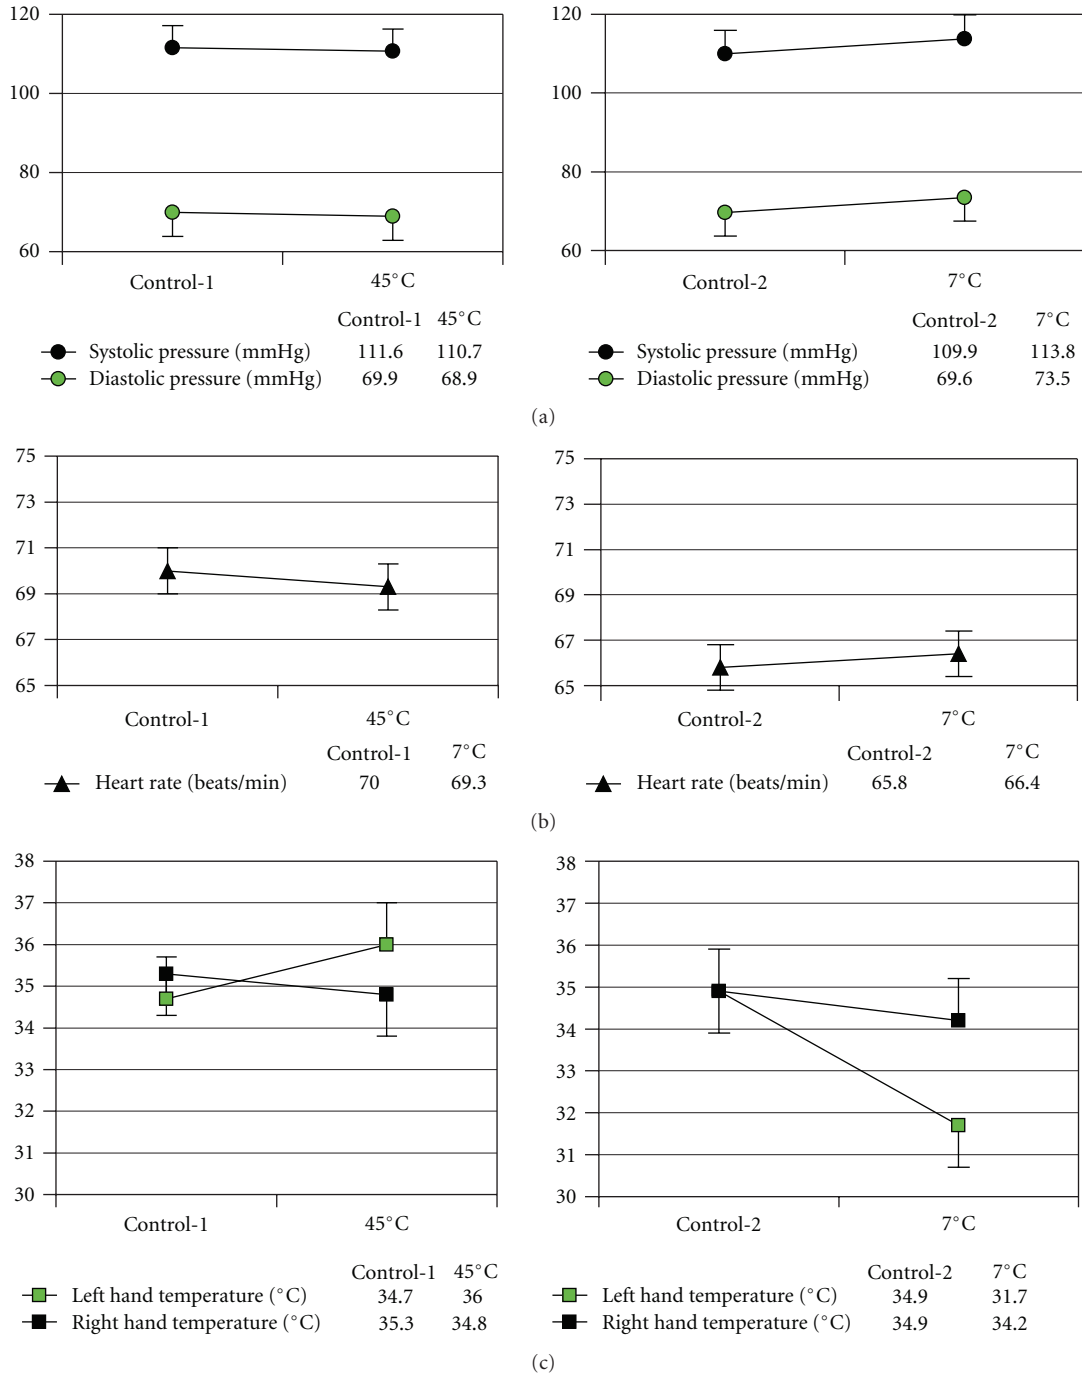 120
100
80
60
Control-1 45°C
120
100
80
60
Control-2 7°C
Control-1 45°C
Systolic pressure (mmHg) 111.6 110.7
Diastolic pressure (mmHg) 69.9 68.9
Control-2 7°C
Systolic pressure (mmHg) 109.9 113.8
Diastolic pressure (mmHg) 69.6 73.5
(a)
75
73
71
69
67
65
Control-1 45°C
75
73
71
69
67
65
Control-2 7°C
Control-1 7°C
Heart rate (beats/min) 70 69.3
Control-2 7°C
Heart rate (beats/min) 65.8 66.4
(b)
38
37
36
35
34
33
32
31
30
Control-1 45°C
38
37
36
35
34
33
32
31
30
Control-2 7°C
Control-1 45°C
Left hand temperature (°C) 34.7 36
Right hand temperature (°C) 35.3 34.8
Control-2 7°C
Left hand temperature (°C) 34.9 31.7
Right hand temperature (°C) 34.9 34.2
(c)